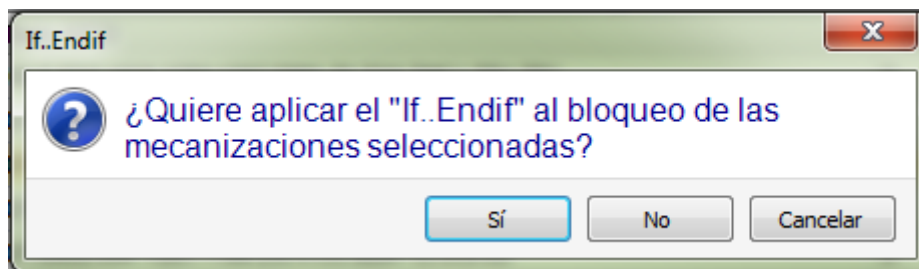 If..Endif
¿Quiere aplicar el "If..Endif" al bloqueo de las
mecanizaciones seleccionadas?
Sí
No
Cancelar